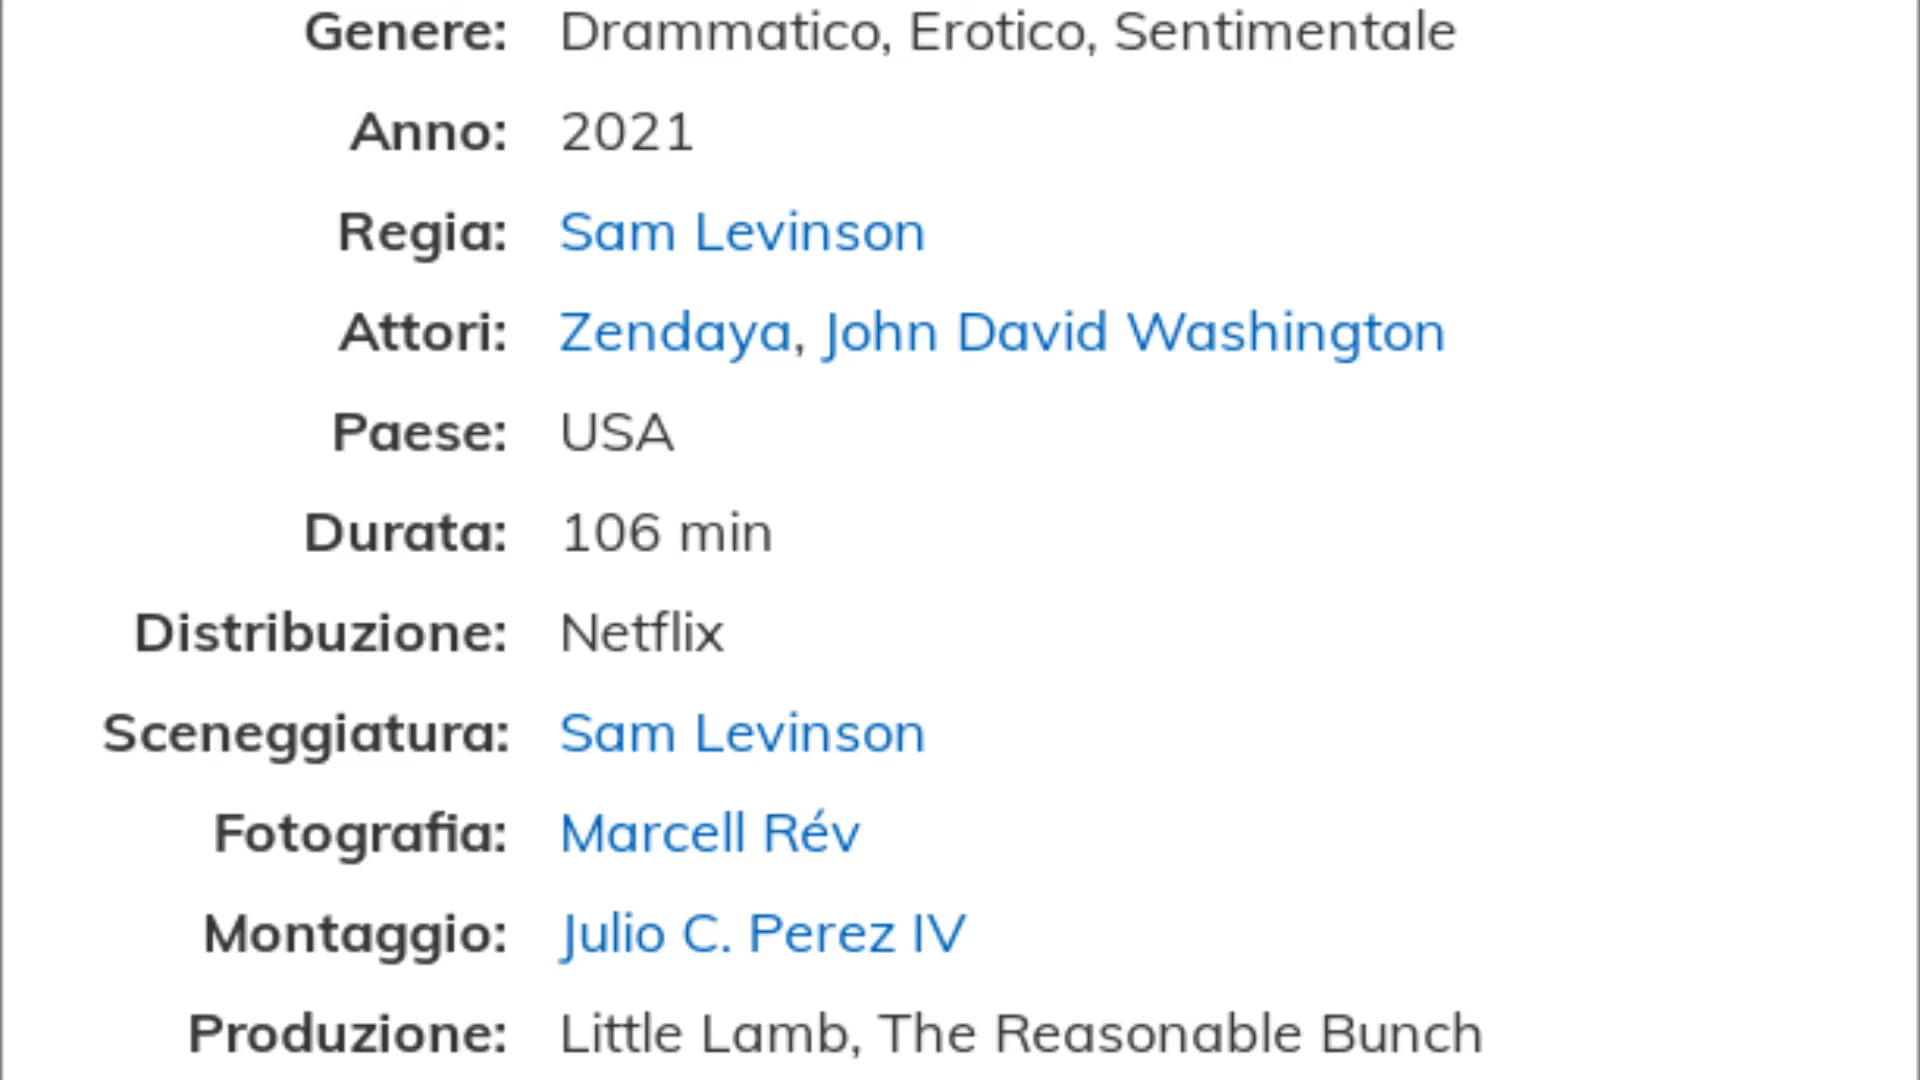 Genere: Drammatico, Erotico, Sentimentale
Anno: 2021
Regia: Sam Levinson
Attori: Zendaya, John David Washington
Paese: USA
Durata: 106 min
Distribuzione: Netflix
Sceneggiatura: Sam Levinson
Fotografia: Marcell Rév
Montaggio: Julio C. Perez IV
Produzione: Little Lamb, The Reasonable Bunch